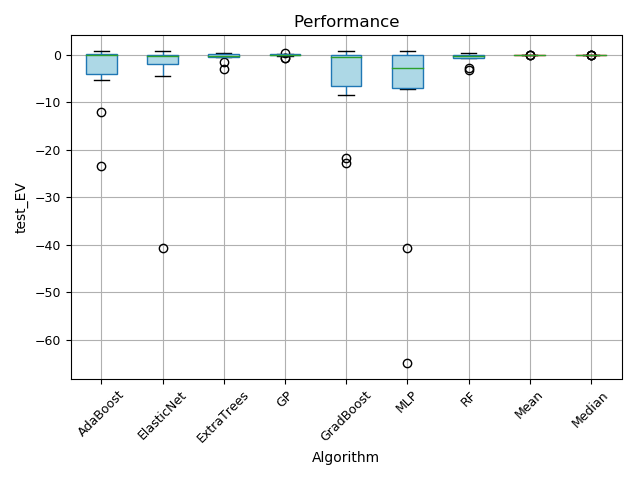 Performance
test_EV
0
−10
−20
−30
−40
−50
−60
AdaBoost
ElasticNet
ExtraTrees
GP
GradBoost
MLP
RF
Mean
Median
Algorithm